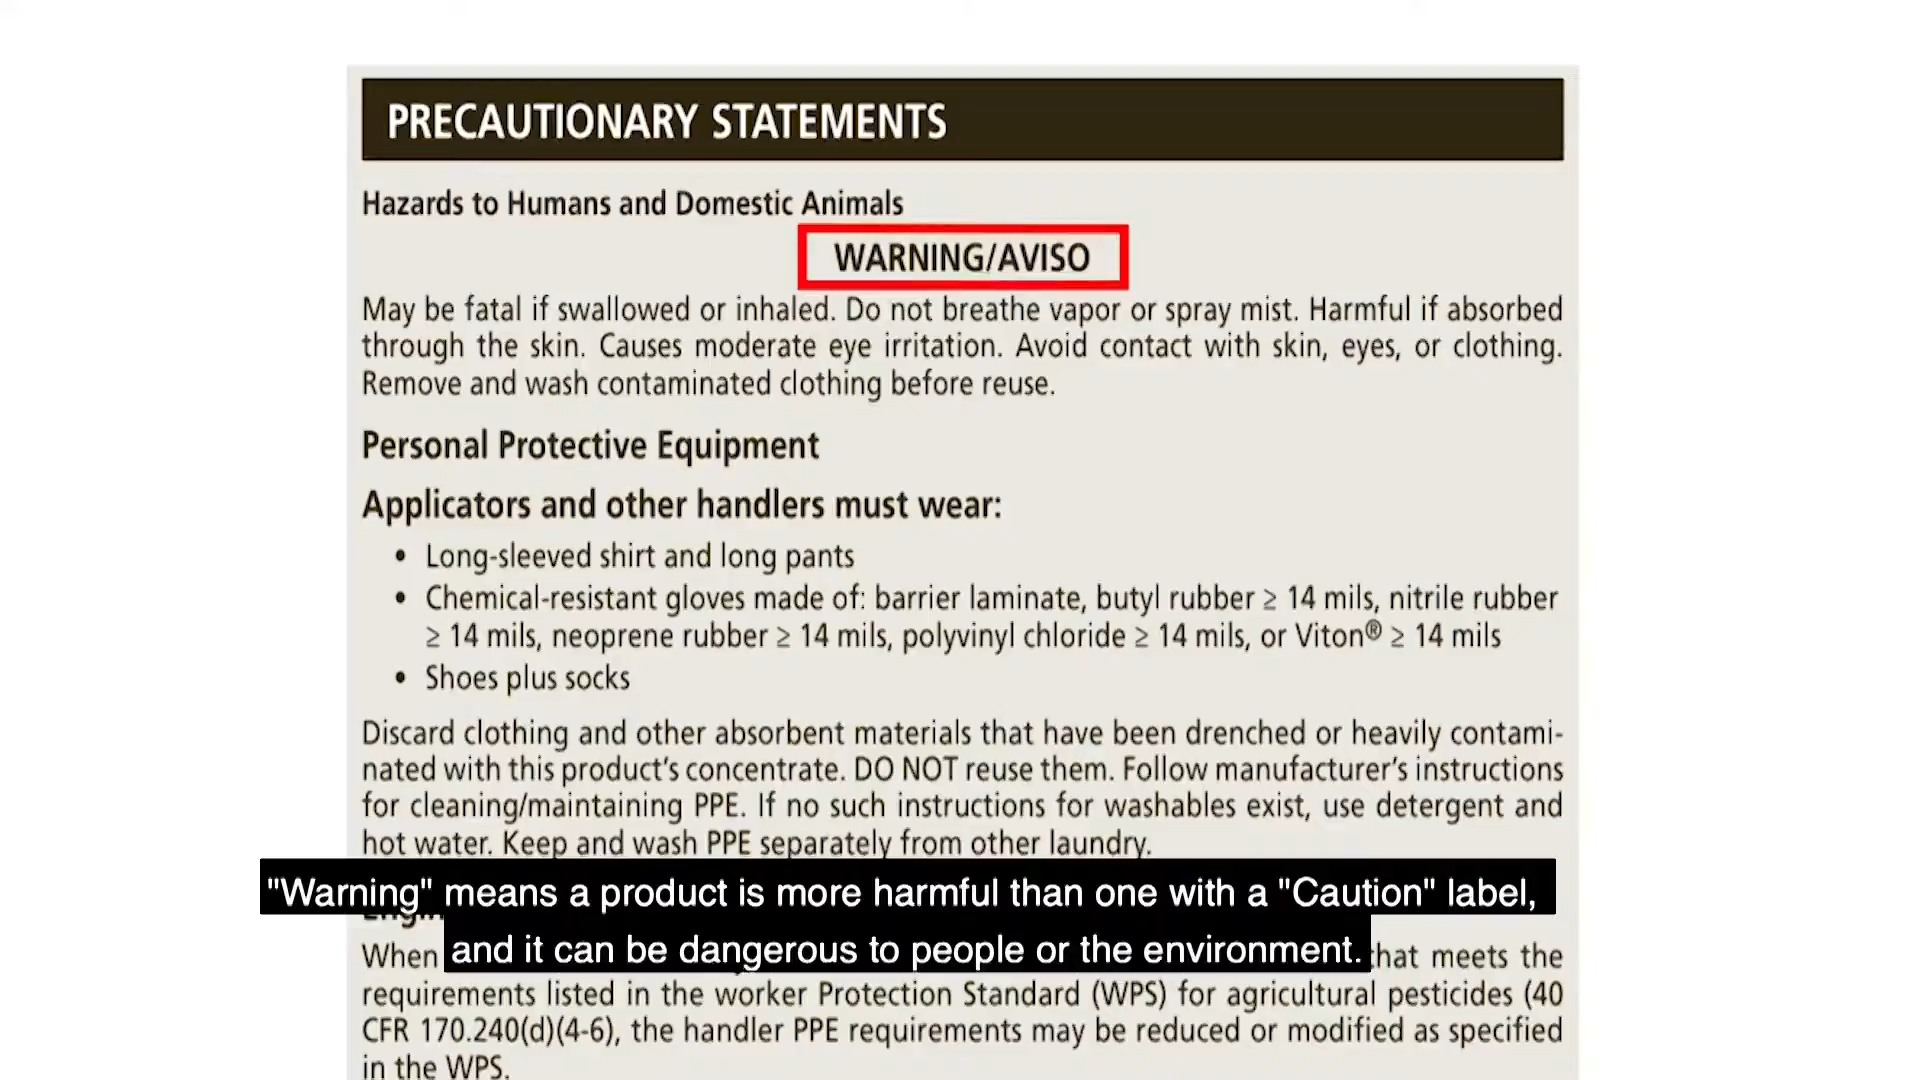 PRECAUTIONARY STATEMENTS
Hazards to Humans and Domestic Animals
WARNING/AVISO
May be fatal if swallowed or inhaled. Do not breathe vapor or spray mist. Harmful if absorbed
through the skin. Causes moderate eye irritation. Avoid contact with skin, eyes, or clothing.
Remove and wash contaminated clothing before reuse.
Personal Protective Equipment
Applicators and other handlers must wear:
• Long-sleeved shirt and long pants
• Chemical-resistant gloves made of: barrier laminate, butyl rubber ≥ 14 mils, nitrile rubber
≥ 14 mils, neoprene rubber ≥ 14 mils, polyvinyl chloride ≥ 14 mils, or Viton® ≥ 14 mils
• Shoes plus socks
Discard clothing and other absorbent materials that have been drenched or heavily contami-
nated with this product's concentrate. DO NOT reuse them. Follow manufacturer's instructions
for cleaning/maintaining PPE. If no such instructions for washables exist, use detergent and
hot water. Keep and wash PPE separately from other laundry.
"Warning" means a product is more harmful than one with a "Caution" label,
and it can be dangerous to people or the environment.
When that meets the
requirements listed in the worker Protection Standard (WPS) for agricultural pesticides (40
CFR 170.240(d)(4-6), the handler PPE requirements may be reduced or modified as specified
in the WPS.